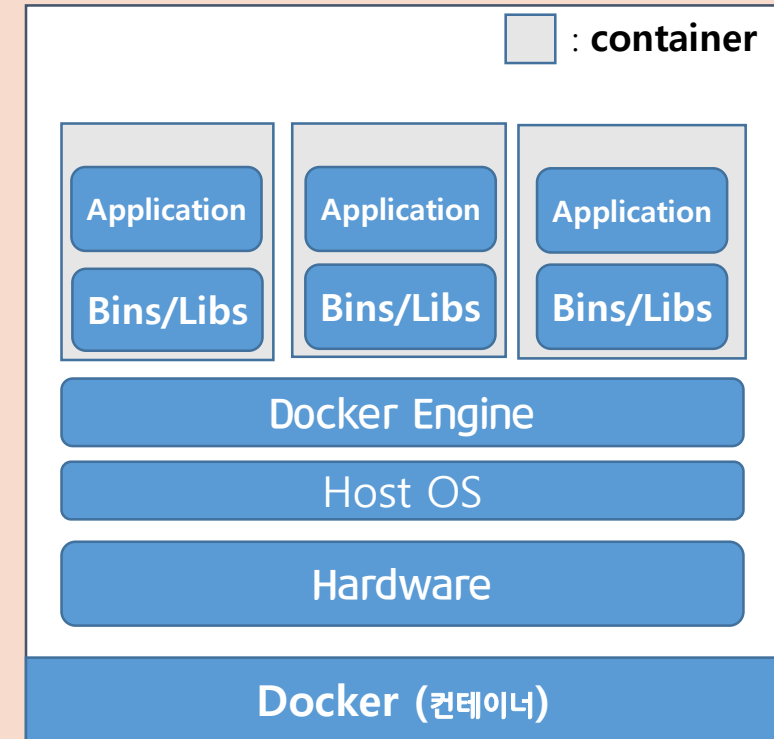 : container
Application
Application
Application
Bins/Libs
Bins/Libs
Bins/Libs
Docker Engine
Host OS
Hardware
Docker (컨테이너)